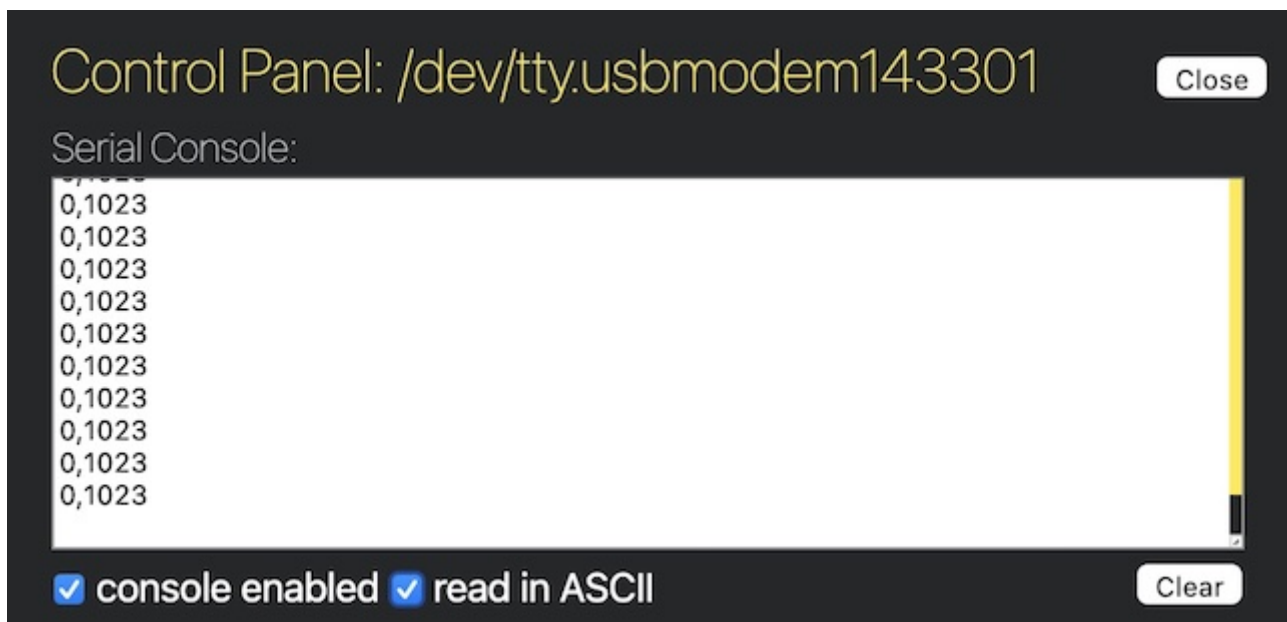 Control Panel: /dev/tty.usbmodem143301
Close
Serial Console:
0,1023
0,1023
0,1023
0,1023
0,1023
0,1023
0,1023
0,1023
0,1023
0,1023
console enabled read in ASCII
Clear